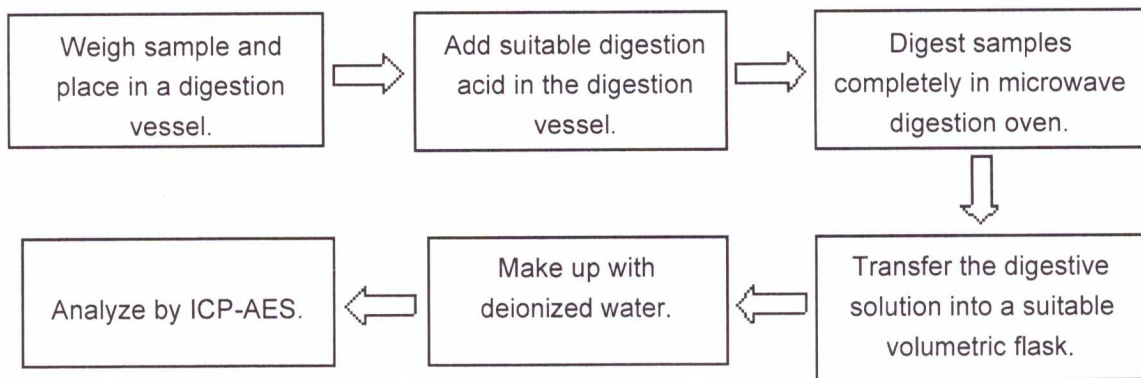 Weigh sample and
place in a digestion
vessel.
Add suitable digestion
acid in the digestion
vessel.
Digest samples
completely in microwave
digestion oven.
Transfer the digestive
solution into a suitable
volumetric flask.
Make up with
deionized water.
Analyze by ICP-AES.